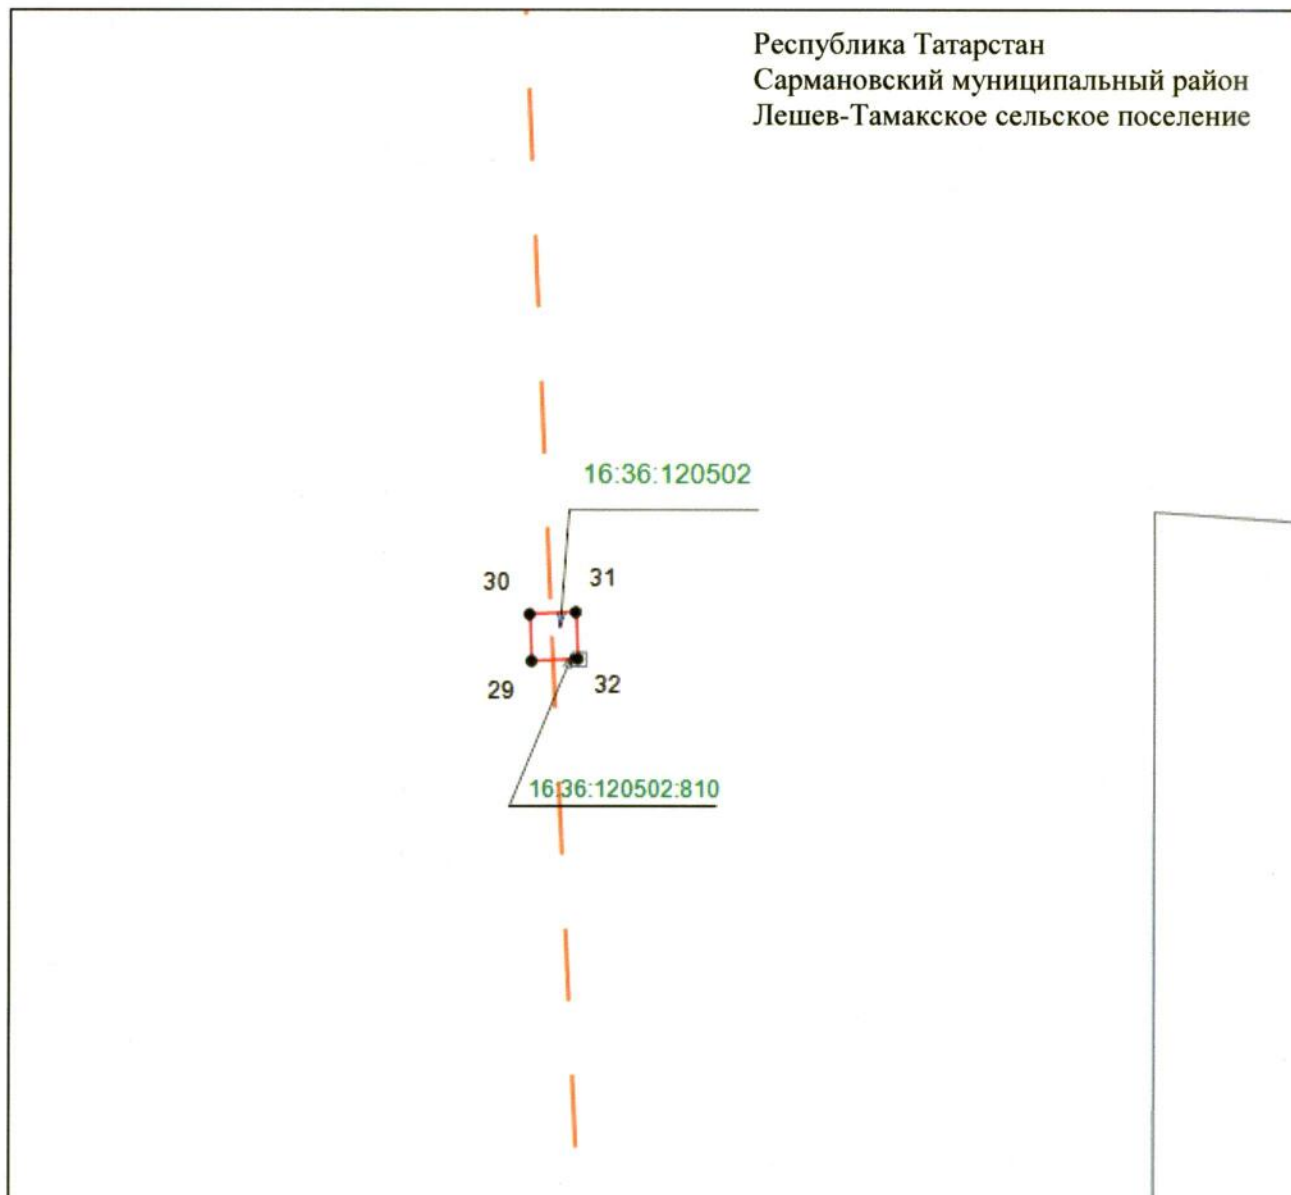 Республика Татарстан
Сармановский муниципальный район
Лешев-Тамакское сельское поселение
16:36:120502
30
31
29
32
16:36:120502:810